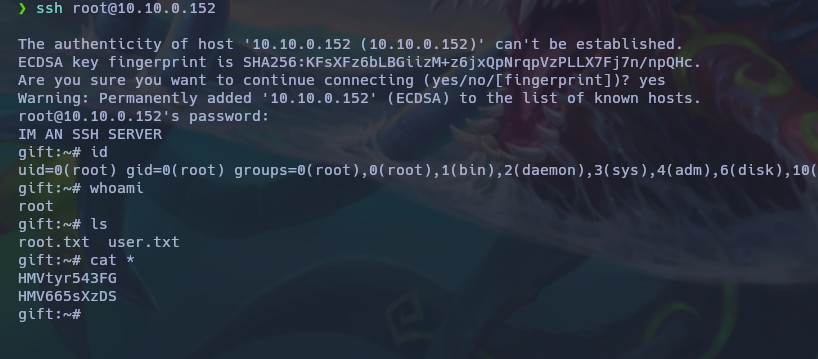 ❯ ssh root@10.10.0.152
The authenticity of host '10.10.0.152 (10.10.0.152)' can't be established.
ECDSA key fingerprint is SHA256:KFsXFz6bLBGiizM+z6jxQpNrqpVzPLLX7Fj7n/npQHc.
Are you sure you want to continue connecting (yes/no/[fingerprint])? yes
Warning: Permanently added '10.10.0.152' (ECDSA) to the list of known hosts.
root@10.10.0.152's password:
IM AN SSH SERVER
gift:~# id
uid=0(root) gid=0(root) groups=0(root),0(root),1(bin),2(daemon),3(sys),4(adm),6(disk),10(
gift:~# whoami
root
gift:~# ls
root.txt  user.txt
gift:~# cat *
HMVtyr543FG
HMV665sXzDS
gift:~#